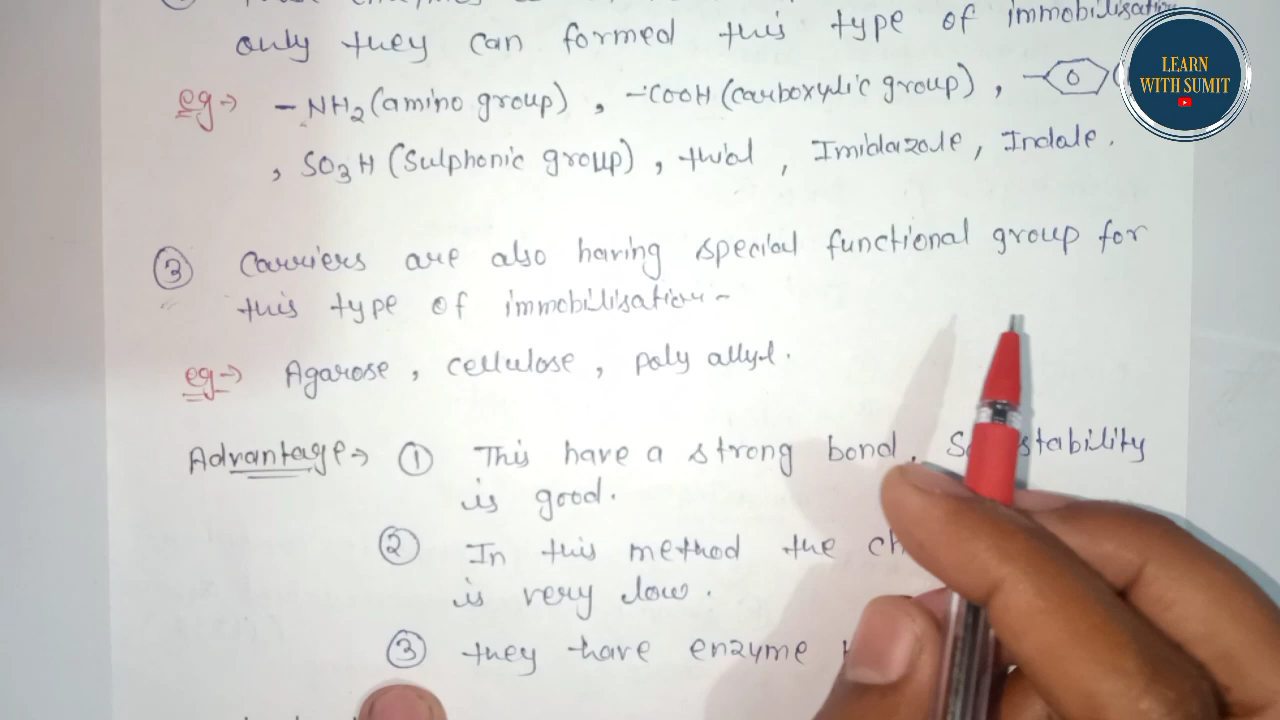 only they can formed this type of immobilisation
eg→ -NH2 (amino group), -COOH (carboxylic group),
, SO3H (Sulphonic group), thiol, Imidazole, Indale.
③ Carriers are also having special functional group for
this type of immobilisation-
eg→ Agarose, cellulose, poly allyl.
Advantage→ ① This have a strong bond, So stability
is good.
② In this method the
is very low.
③ they have enzyme
LEARN
WITH SUMIT